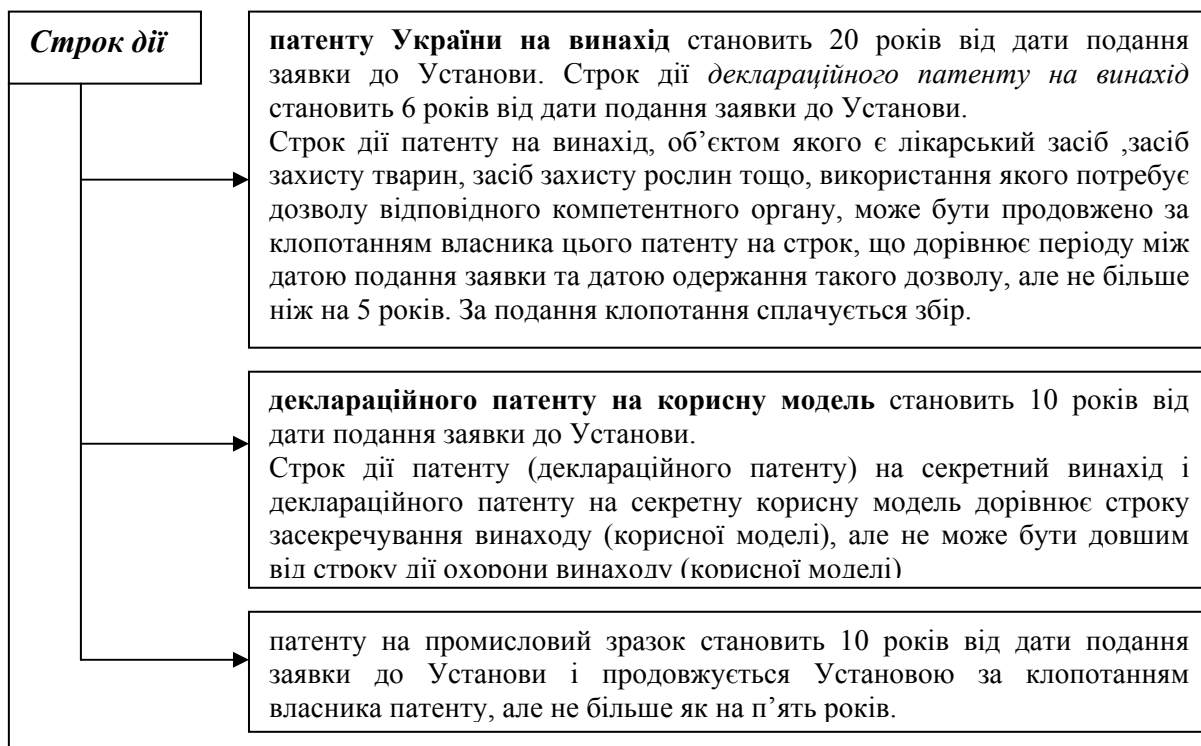 Строк дії
патенту України на винахід становить 20 років від дати подання
заявки до Установи. Строк дії деклараційного патенту на винахід
становить 6 років від дати подання заявки до Установи.
Строк дії патенту на винахід, об’єктом якого є лікарський засіб ,засіб
захисту тварин, засіб захисту рослин тощо, використання якого потребує
дозволу відповідного компетентного органу, може бути продовжено за
клопотанням власника цього патенту на строк, що дорівнює періоду між
датою подання заявки та датою одержання такого дозволу, але не більше
ніж на 5 років. За подання клопотання сплачується збір.
деклараційного патенту на корисну модель становить 10 років від
дати подання заявки до Установи.
Строк дії патенту (деклараційного патенту) на секретний винахід і
деклараційного патенту на секретну корисну модель дорівнює строку
засекречування винаходу (корисної моделі), але не може бути довшим
від строку дії охорони винаходу (корисної моделі)
патенту на промисловий зразок становить 10 років від дати подання
заявки до Установи і продовжується Установою за клопотанням
власника патенту, але не більше як на п’ять років.